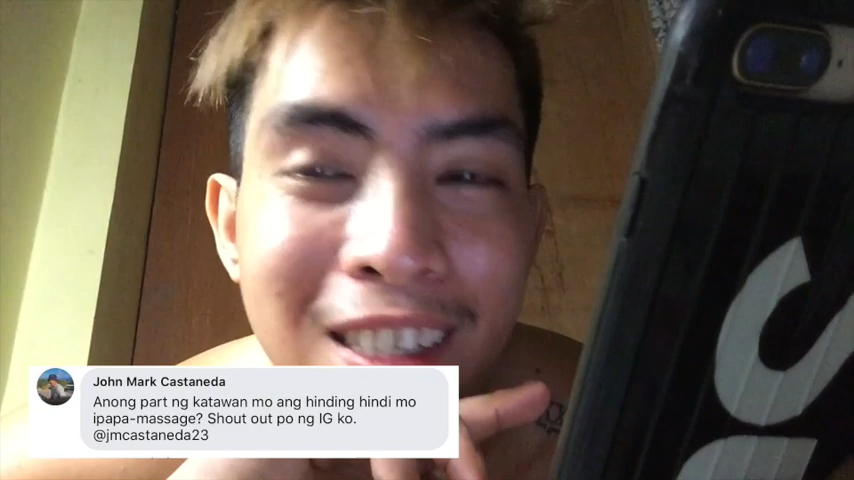 John Mark Castaneda
Anong part ng katawan mo ang hinding hindi mo
ipapa-massage? Shout out po ng IG ko.
@jmcastaneda23